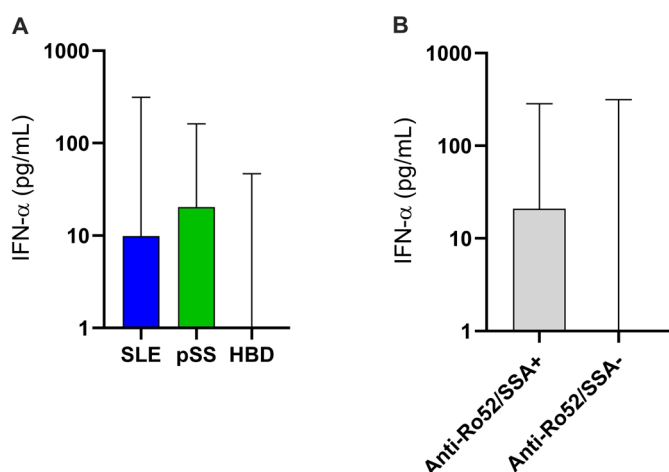 A
IFN-α (pg/mL)
1000
100
10
1
SLE pSS HBD
B
IFN-α (pg/mL)
1000
100
10
1
Anti-Ro52/SSA+
Anti-Ro52/SSA-